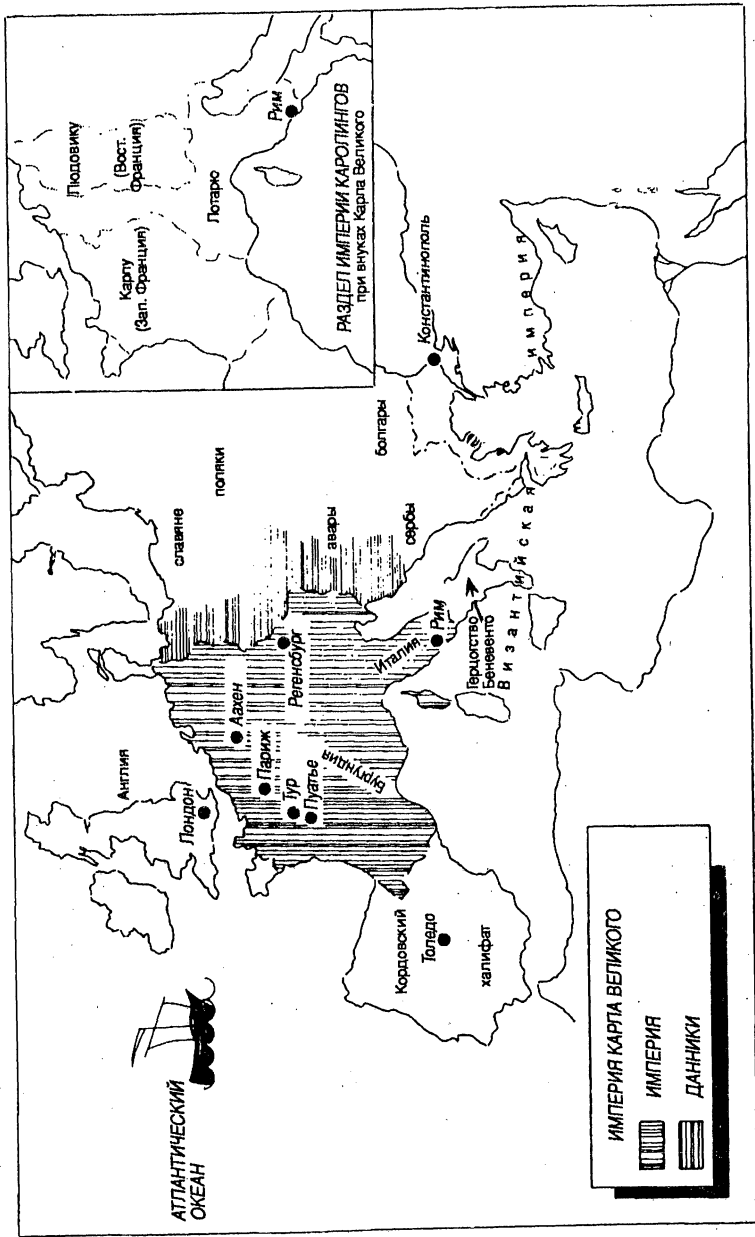 АТЛАНТИЧЕСКИЙ
ОКЕАН
Англия
Лондон
Аахен
Париж
Тур
Пуатье
Регенсбург
Бургундия
Италия
Рим
славяне
поляки
авары
сербы
болгары
Константинополь
Герцогство
Беневенто
Византийская
империя
Кордовский
Толедо
халифат
ИМПЕРИЯ КАРЛА ВЕЛИКОГО
ИМПЕРИЯ
ДАННИКИ
Людовику
(Вост.
Франция)
Карлу
(Зап. Франция)
Лотарю
Рим
РАЗДЕЛ ИМПЕРИИ КАРОЛИНГОВ
при внуках Карла Великого